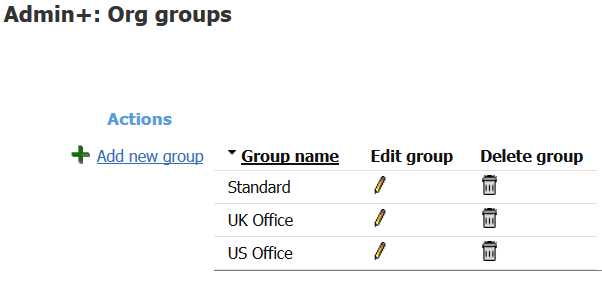 Admin+: Org groups
Actions
Add new group
Group name Edit group Delete group
Standard
UK Office
US Office